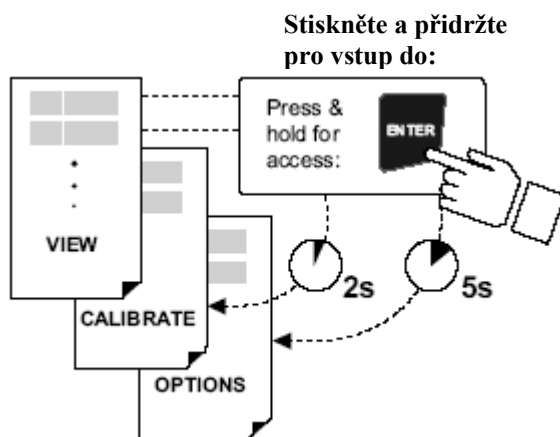 Stiskněte a přidržte
pro vstup do:
Press &
hold for
access:
ENTER
VIEW
2s
5s
CALIBRATE
OPTIONS